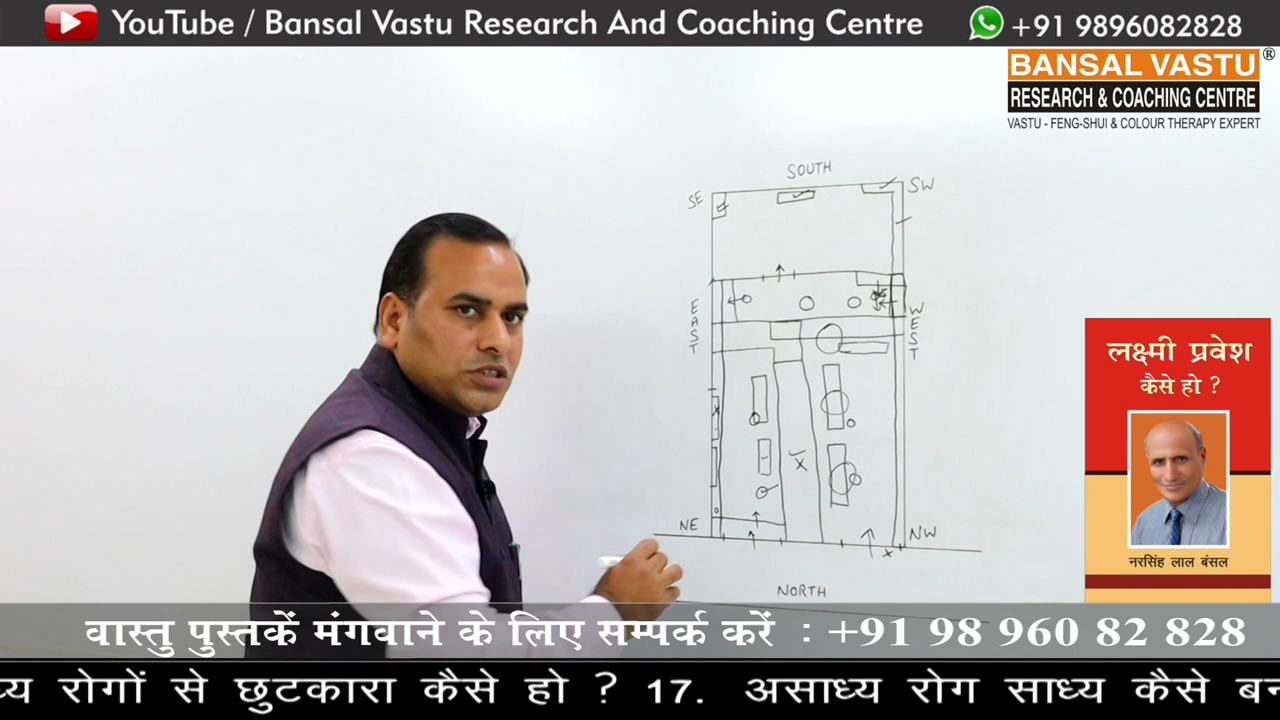 YouTube / Bansal Vastu Research And Coaching Centre
+91 9896082828
BANSAL VASTU®
RESEARCH & COACHING CENTRE
VASTU - FENG-SHUI & COLOUR THERAPY EXPERT
SOUTH
SE
SW
EAST
WEST
लक्ष्मी प्रवेश
कैसे हो ?
नरसिंह लाल बंसल
NE
NW
NORTH
वास्तु पुस्तकें मंगवाने के लिए सम्पर्क करें : +91 98 960 82 828
रोगों से छुटकारा कैसे हो ? 17. असाध्य रोग साध्य कैसे